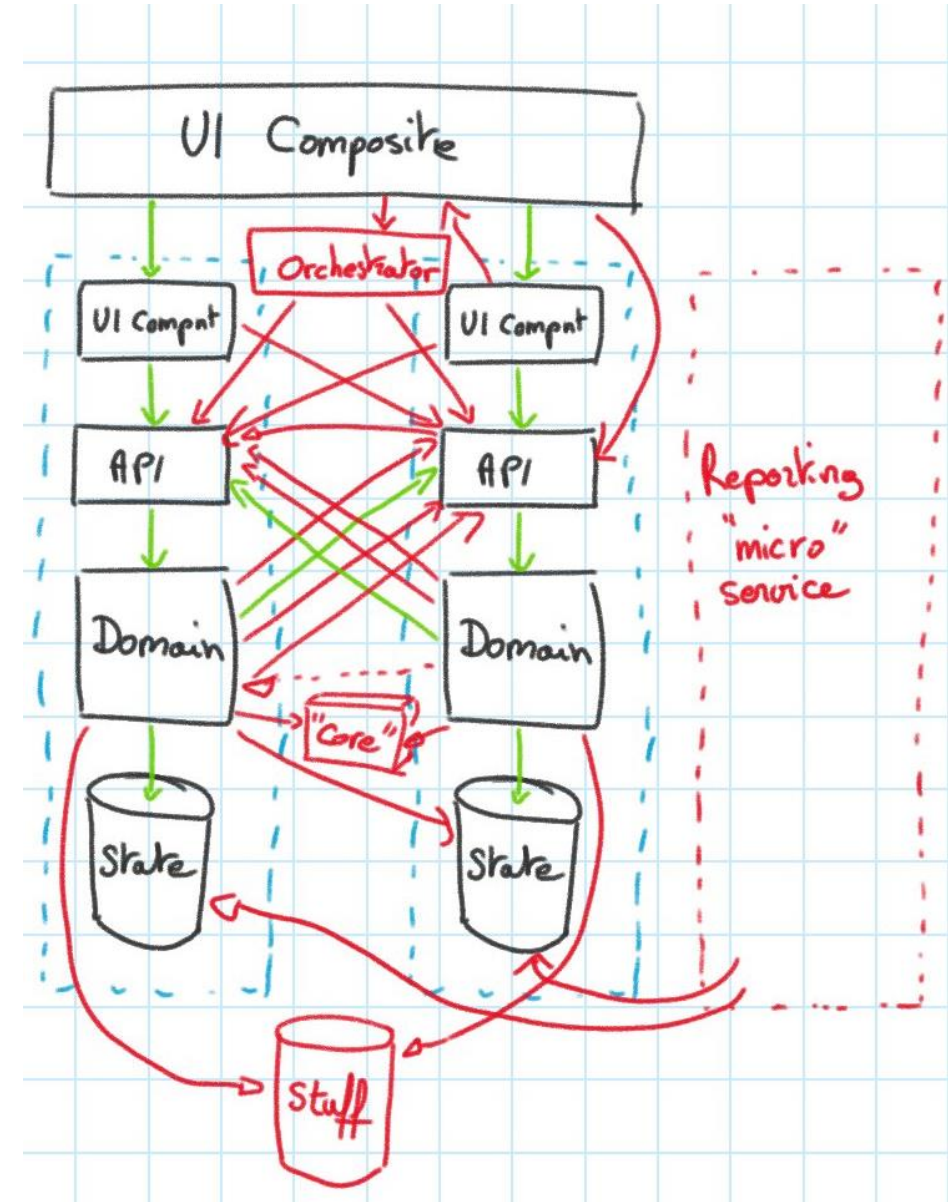 UI Composite
Orchestrator
UI Compnt
UI Compnt
API
API
Reporting
"micro"
service
Domain
Domain
"Core"
State
State
Stuff